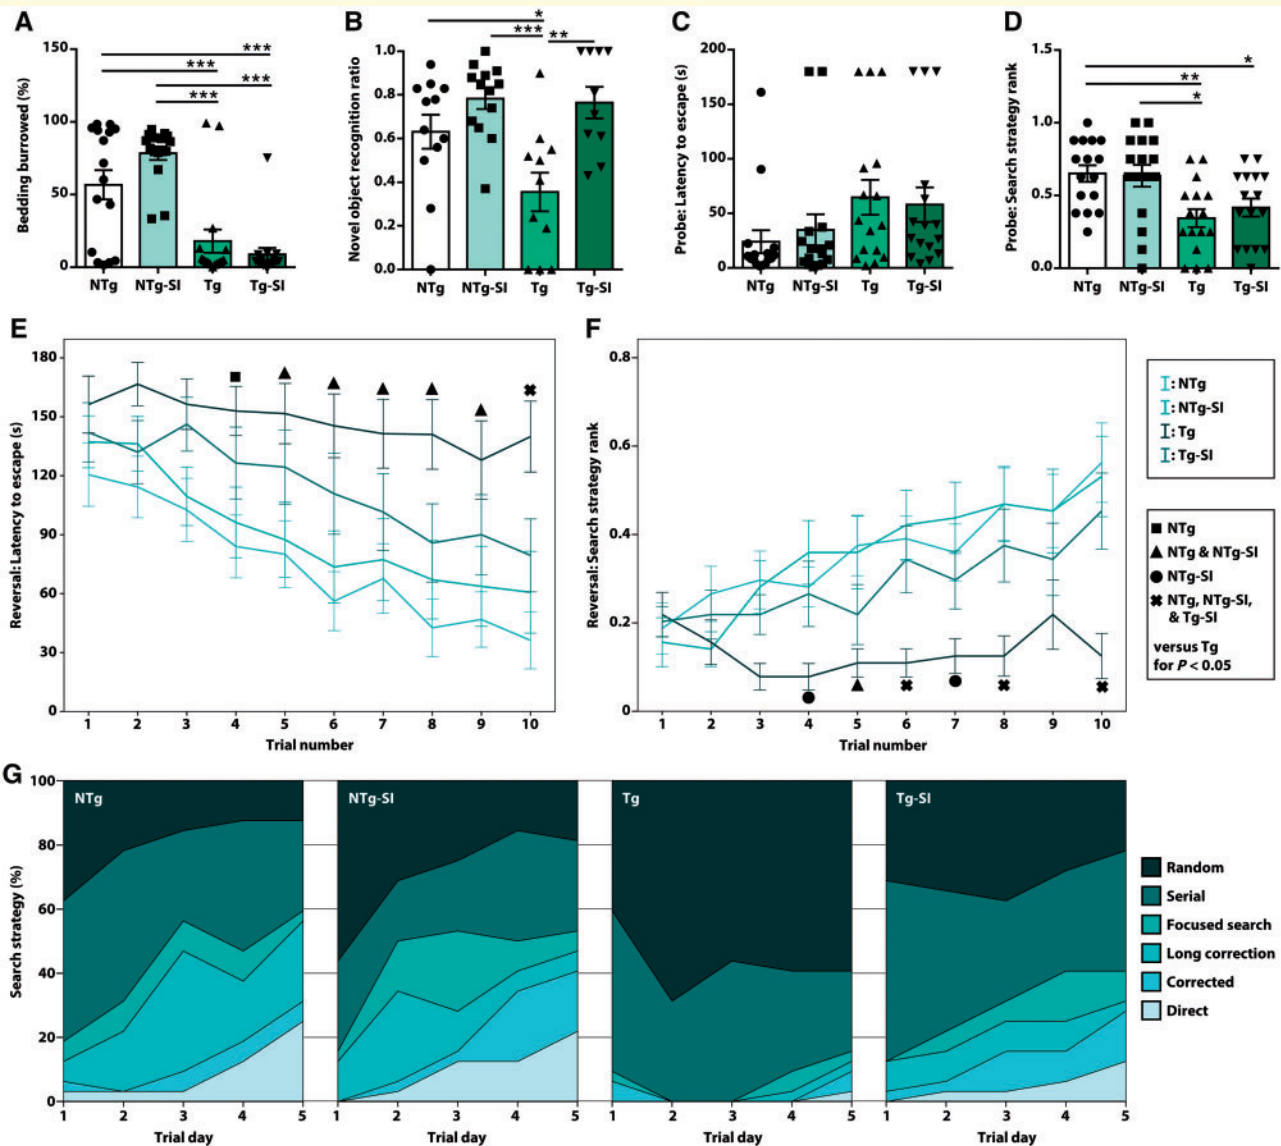 A
Bedding burrowed (%)
150
100
50
0
***
***
***
***
NTg
NTg-SI
Tg
Tg-SI
B
Novel object recognition ratio
1.0
0.8
0.6
0.4
0.2
0.0
*
***
**
NTg
NTg-SI
Tg
Tg-SI
C
Probe: Latency to escape (s)
200
150
100
50
0
NTg
NTg-SI
Tg
Tg-SI
D
Probe: Search strategy rank
1.5
1.0
0.5
0.0
*
**
*
NTg
NTg-SI
Tg
Tg-SI
E
Reversal: Latency to escape (s)
180
150
120
90
60
30
0
1 2 3 4 5 6 7 8 9 10
Trial number
F
Reversal: Search strategy rank
0.8
0.6
0.4
0.2
0
1 2 3 4 5 6 7 8 9 10
Trial number
: NTg
: NTg-SI
: Tg
: Tg-SI
NTg
NTg & NTg-SI
NTg-SI
NTg, NTg-SI,
& Tg-SI
versus Tg
for P < 0.05
G
Search strategy (%)
100
80
60
40
20
0
NTg
1 2 3 4 5
Trial day
NTg-SI
1 2 3 4 5
Trial day
Tg
1 2 3 4 5
Trial day
Tg-SI
1 2 3 4 5
Trial day
Random
Serial
Focused search
Long correction
Corrected
Direct